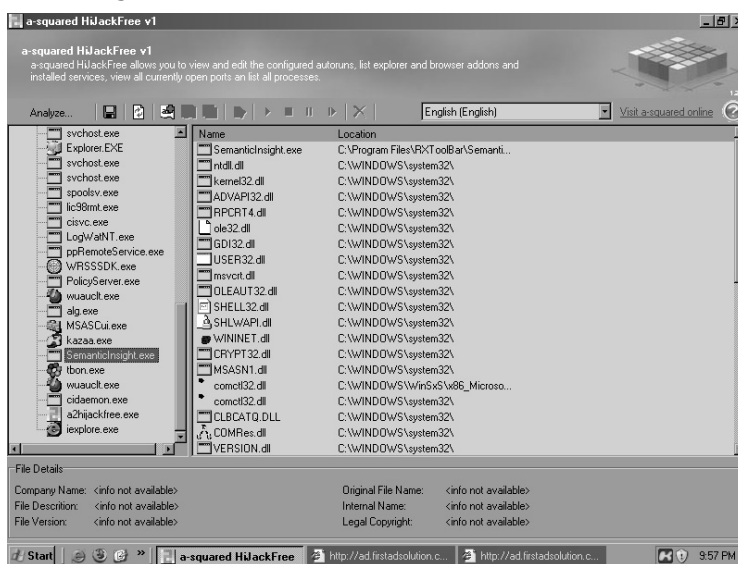 a-squared HiJackFree v1
a-squared HiJackFree v1
a-squared HiJackFree allows you to view and edit the configured autoruns, list explorer and browser addons and
installed services, view all currently open ports an list all processes.
Analyze...
English (English)
Visit a-squared online
svchost.exe
Explorer.EXE
svchost.exe
svchost.exe
spoolsv.exe
lic98rmt.exe
cisvc.exe
LogWatNT.exe
ppRemoteService.exe
WRSSSDK.exe
PolicyServer.exe
wuauclt.exe
alg.exe
MSASCui.exe
kazaa.exe
SemanticInsight.exe
tbon.exe
wuauclt.exe
cidaemon.exe
a2hijackfree.exe
iexplore.exe
Name Location
SemanticInsight.exe C:\Program Files\RXToolBar\Semanti...
ntdll.dll C:\WINDOWS\system32\
kernel32.dll C:\WINDOWS\system32\
ADVAPI32.dll C:\WINDOWS\system32\
RPCRT4.dll C:\WINDOWS\system32\
ole32.dll C:\WINDOWS\system32\
GDI32.dll C:\WINDOWS\system32\
USER32.dll C:\WINDOWS\system32\
msvcrt.dll C:\WINDOWS\system32\
OLEAUT32.dll C:\WINDOWS\system32\
SHELL32.dll C:\WINDOWS\system32\
SHLWAPI.dll C:\WINDOWS\system32\
WININET.dll C:\WINDOWS\system32\
CRYPT32.dll C:\WINDOWS\system32\
MSASN1.dll C:\WINDOWS\system32\
comctl32.dll C:\WINDOWS\WinSxS\x86_Microso...
comctl32.dll C:\WINDOWS\system32\
CLBCATQ.DLL C:\WINDOWS\system32\
COMRes.dll C:\WINDOWS\system32\
VERSION.dll C:\WINDOWS\system32\
File Details
Company Name: <info not available> Original File Name: <info not available>
File Descrition: <info not available> Internal Name: <info not available>
File Version: <info not available> Legal Copyright: <info not available>
Start
a-squared HiJackFree
http://ad.firstadsolution.c...
http://ad.firstadsolution.c...
9:57 PM